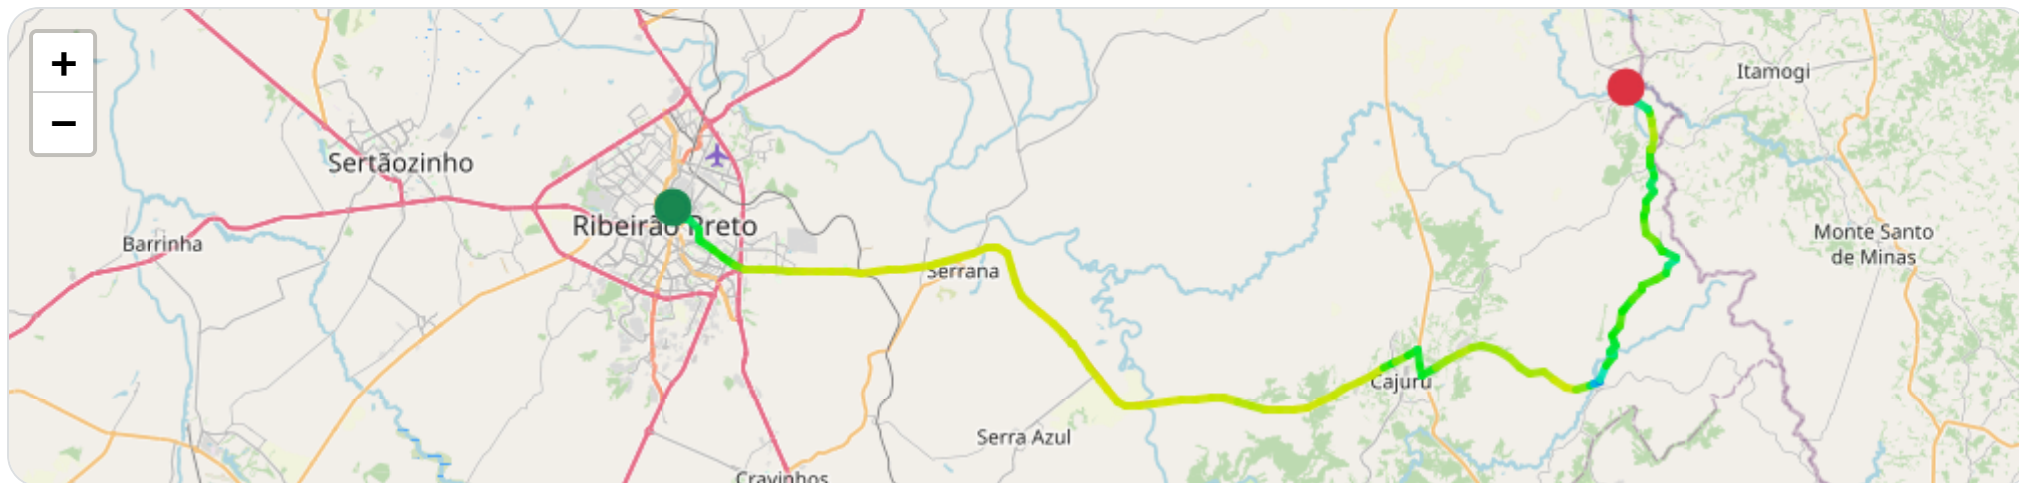 +
−
Itamogi
Sertãozinho
Ribeirão Preto
Barrinha
Serrana
Monte Santo
de Minas
Cajuru
Serra Azul
Cravinhos